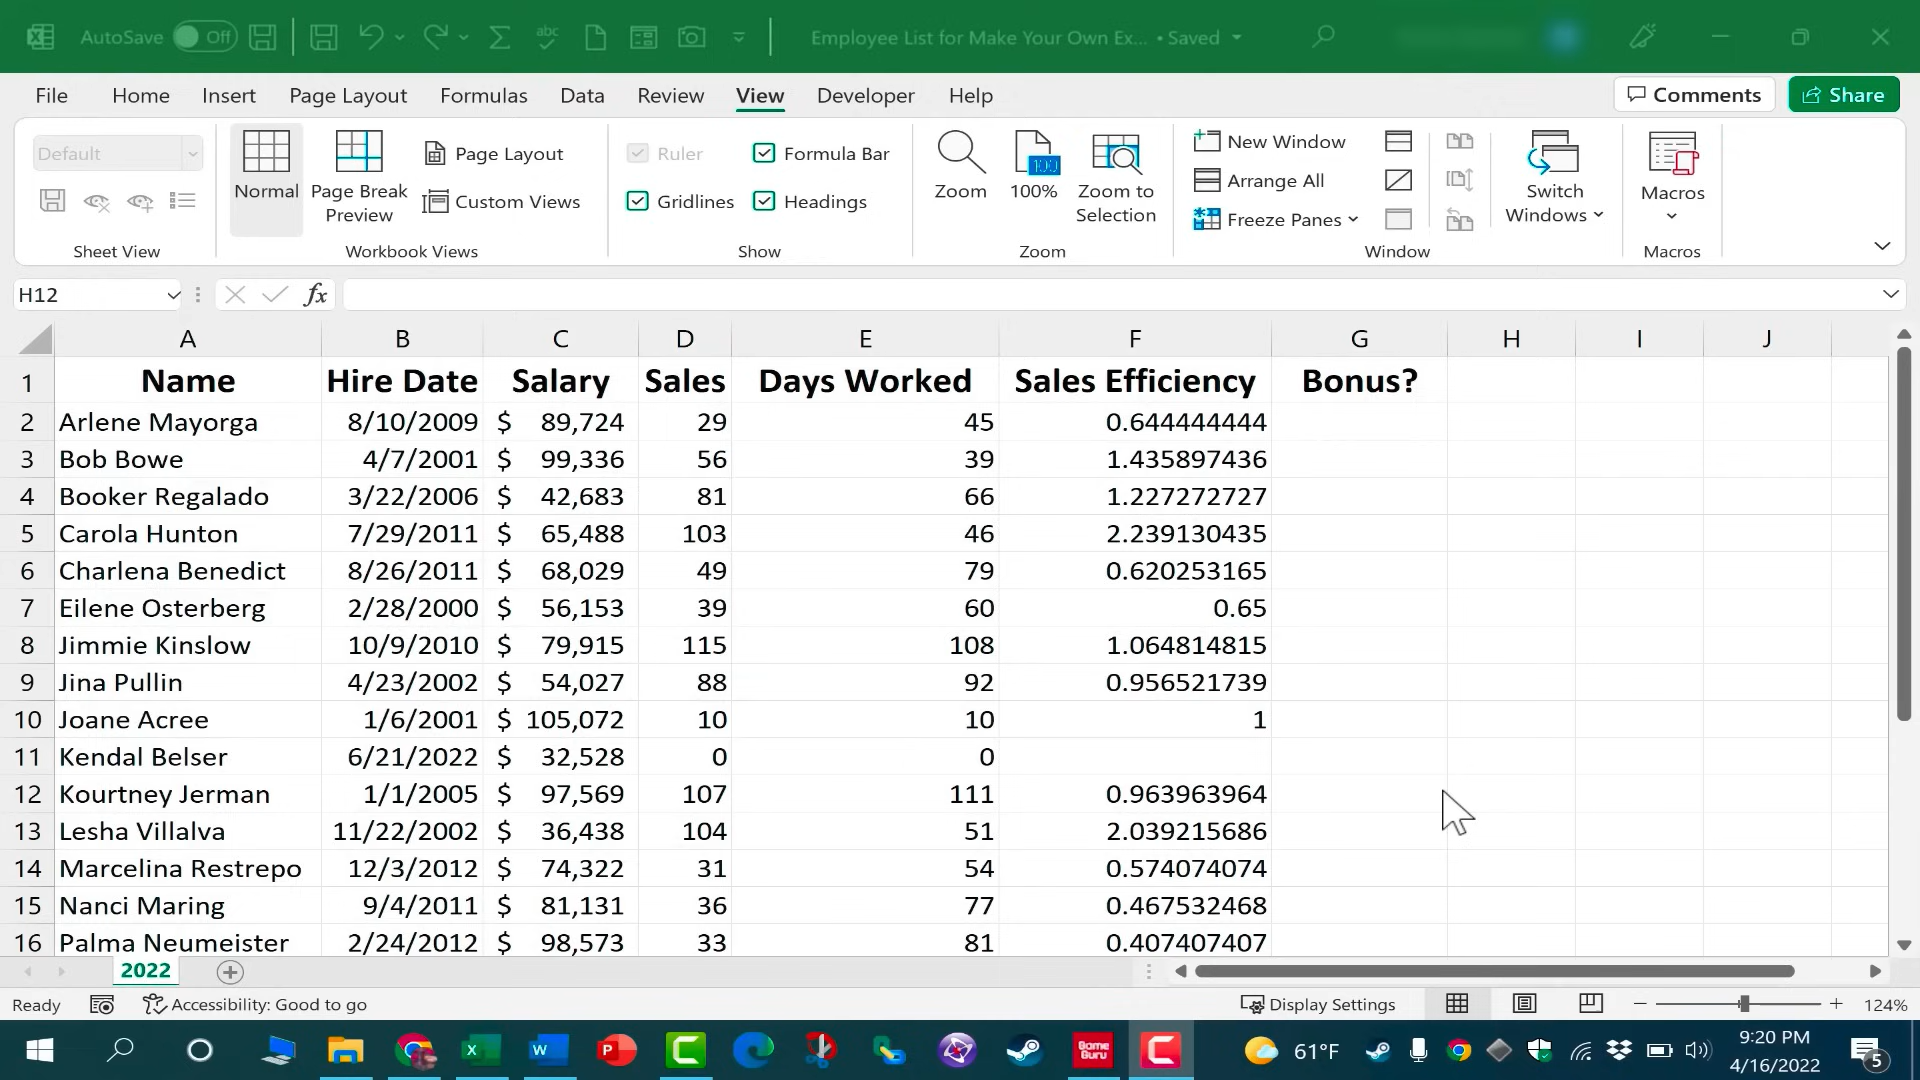 AutoSave Off abc Employee List for Make Your Own Ex... • Saved
File Home Insert Page Layout Formulas Data Review View Developer Help Comments Share
Default
Normal
Page Break Preview
Page Layout
Custom Views
Ruler
Formula Bar
Gridlines
Headings
Zoom
100
100%
Zoom to Selection
New Window
Arrange All
Freeze Panes
Switch Windows
Macros
Sheet View Workbook Views Show Zoom Window Macros
H12 fx
A B C D E F G H I J
1 Name Hire Date Salary Sales Days Worked Sales Efficiency Bonus?
2 Arlene Mayorga 8/10/2009 $ 89,724 29 45 0.644444444
3 Bob Bowe 4/7/2001 $ 99,336 56 39 1.435897436
4 Booker Regalado 3/22/2006 $ 42,683 81 66 1.227272727
5 Carola Hunton 7/29/2011 $ 65,488 103 46 2.239130435
6 Charlena Benedict 8/26/2011 $ 68,029 49 79 0.620253165
7 Eilene Osterberg 2/28/2000 $ 56,153 39 60 0.65
8 Jimmie Kinslow 10/9/2010 $ 79,915 115 108 1.064814815
9 Jina Pullin 4/23/2002 $ 54,027 88 92 0.956521739
10 Joane Acree 1/6/2001 $ 105,072 10 10 1
11 Kendal Belser 6/21/2022 $ 32,528 0 0
12 Kourtney Jerman 1/1/2005 $ 97,569 107 111 0.963963964
13 Lesha Villalva 11/22/2002 $ 36,438 104 51 2.039215686
14 Marcelina Restrepo 12/3/2012 $ 74,322 31 54 0.574074074
15 Nanci Maring 9/4/2011 $ 81,131 36 77 0.467532468
16 Palma Neumeister 2/24/2012 $ 98,573 33 81 0.407407407
2022
Ready Accessibility: Good to go Display Settings 124%
X W P GameGuru 61°F 9:20 PM
4/16/2022 5